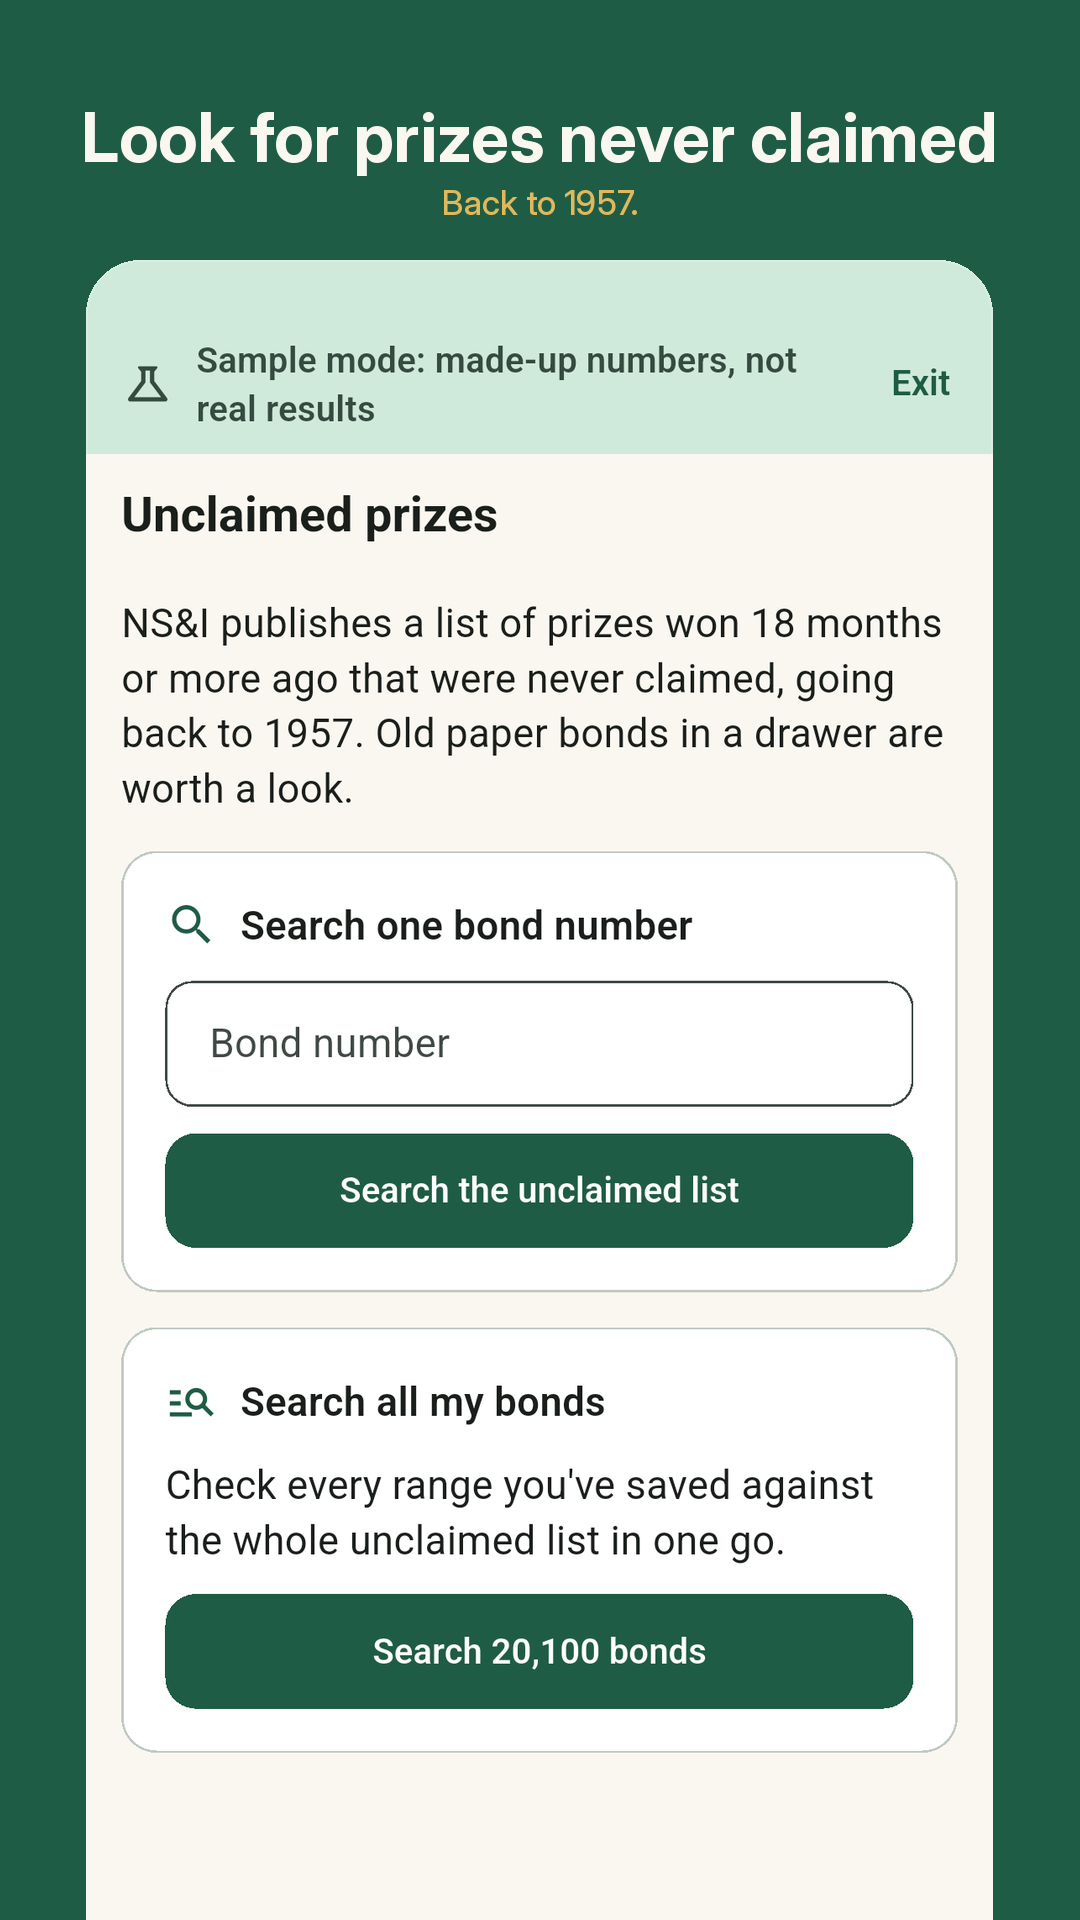 Look for prizes never claimed
Back to 1957.
Sample mode: made-up numbers, not
real results
Exit
Unclaimed prizes
NS&I publishes a list of prizes won 18 months
or more ago that were never claimed, going
back to 1957. Old paper bonds in a drawer are
worth a look.
Search one bond number
Bond number
Search the unclaimed list
Search all my bonds
Check every range you've saved against
the whole unclaimed list in one go.
Search 20,100 bonds